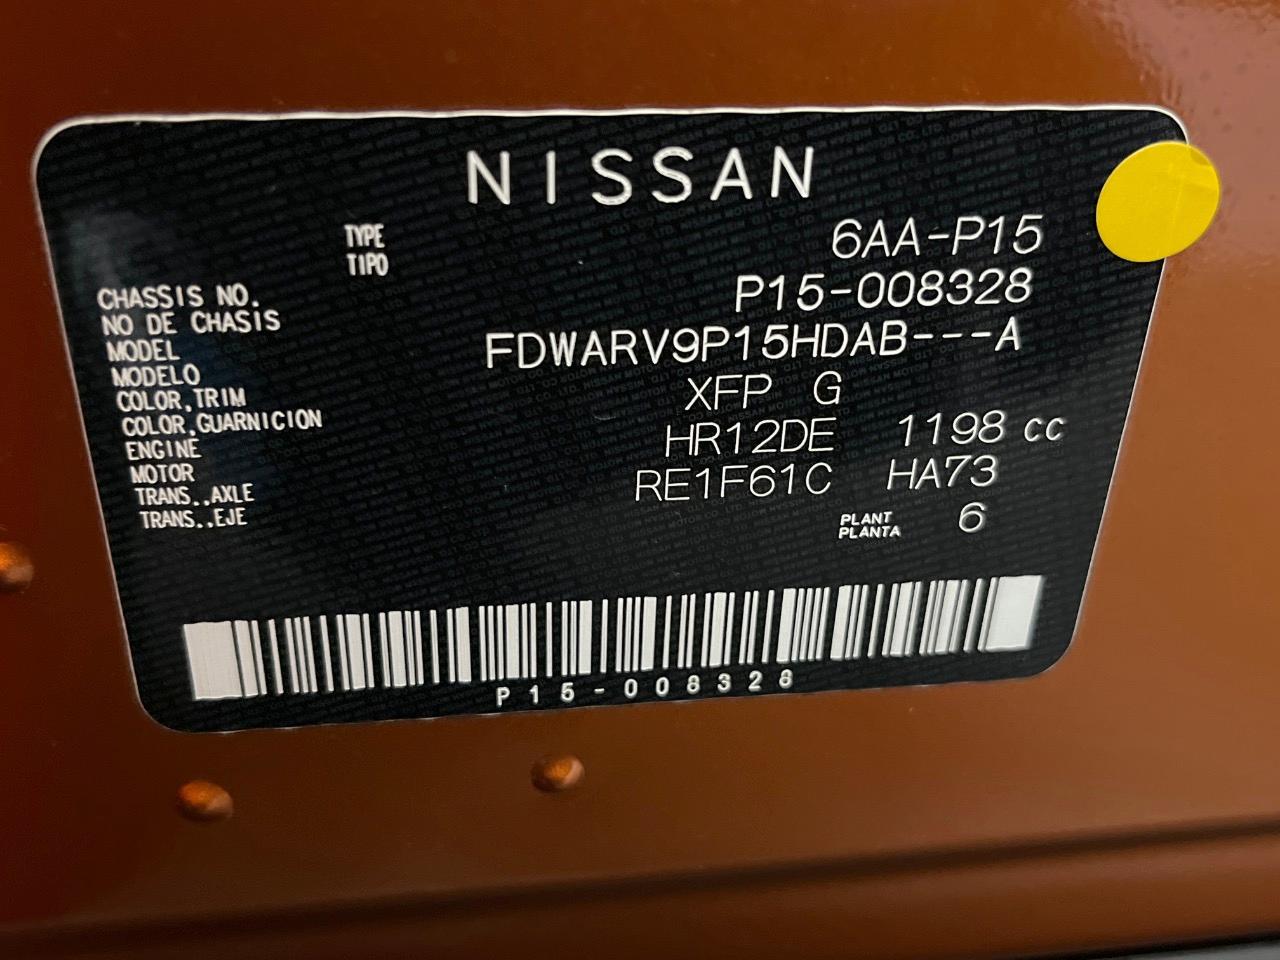 NISSAN
TYPE 6AA-P15
TIPO
CHASSIS NO. P15-008328
NO DE CHASIS
MODEL FDWARV9P15HDAB---A
MODELO
COLOR,TRIM XFP G
COLOR,GUARNICION
ENGINE HR12DE 1198 cc
MOTOR
TRANS..AXLE RE1F61C HA73
TRANS..EJE
PLANT 6
PLANTA
P15-008328